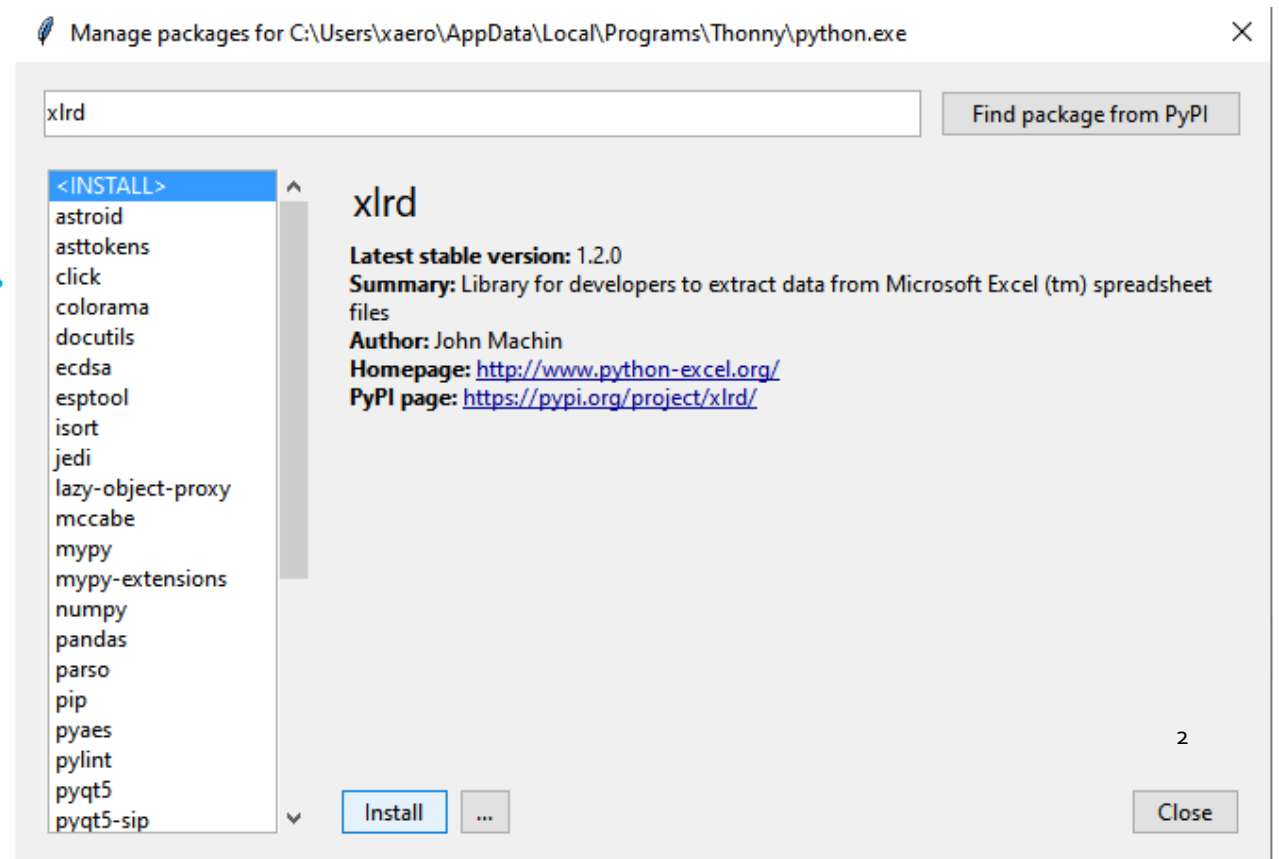 Manage packages for C:\Users\xaero\AppData\Local\Programs\Thonny\python.exe
xlrd
Find package from PyPI
<INSTALL>
astroid
asttokens
click
colorama
docutils
ecdsa
esptool
isort
jedi
lazy-object-proxy
mccabe
mypy
mypy-extensions
numpy
pandas
parso
pip
pyaes
pylint
pyqt5
pyqt5-sip
xlrd
Latest stable version: 1.2.0
Summary: Library for developers to extract data from Microsoft Excel (tm) spreadsheet
files
Author: John Machin
Homepage: http://www.python-excel.org/
PyPI page: https://pypi.org/project/xlrd/
2
Install
...
Close